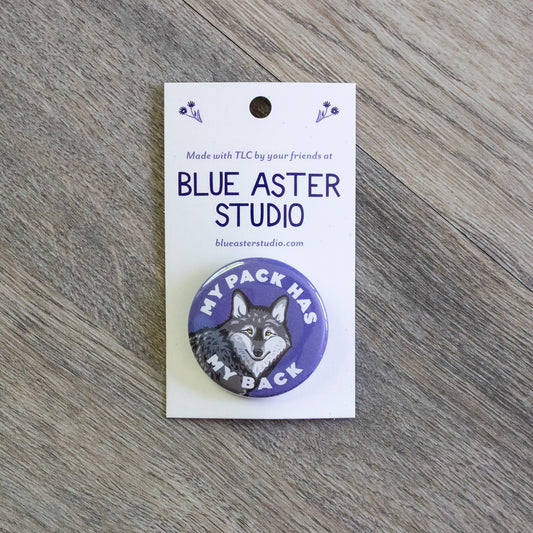 Made with TLC by your friends at
BLUE ASTER
STUDIO
blueasterstudio.com
MY PACK HAS
MY BACK